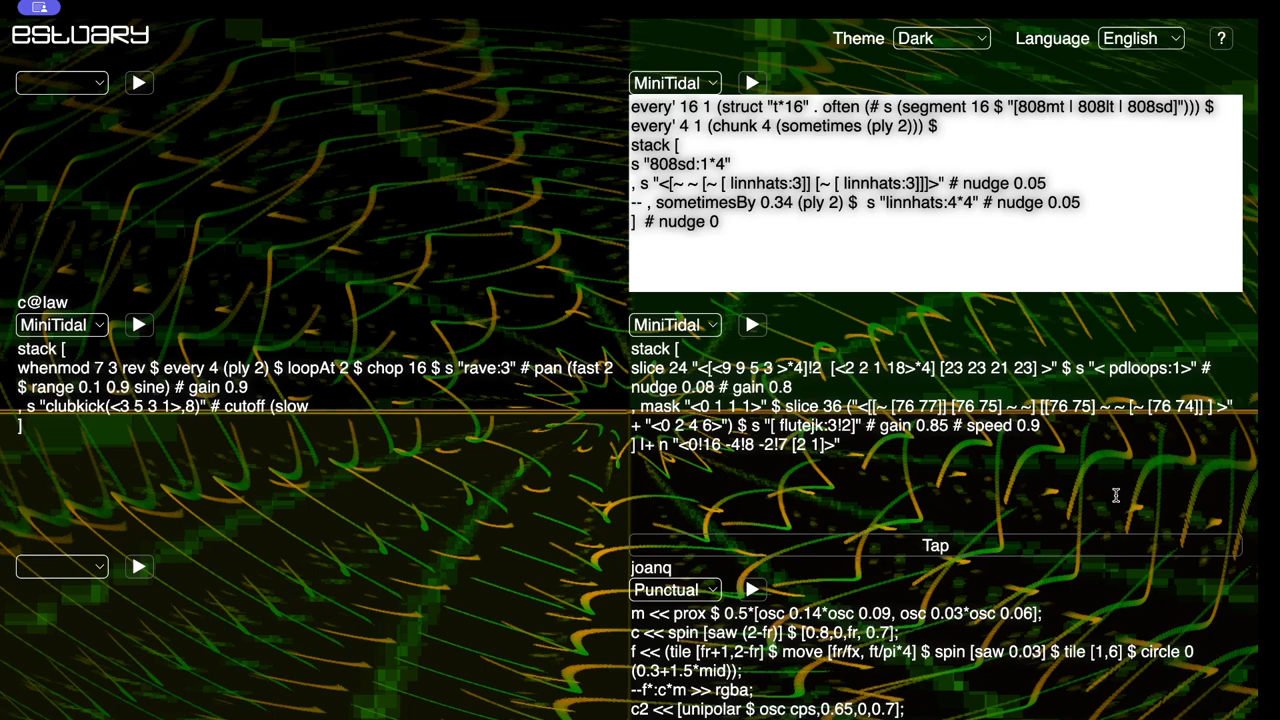 estuary
Theme Dark Language English ?
MiniTidal
every' 16 1 (struct "t*16" . often (# s (segment 16 $ "[808mt | 808lt | 808sd]"))) $
every' 4 1 (chunk 4 (sometimes (ply 2))) $
stack [
s "808sd:1*4"
, s "<[~ ~ [~ [ linnhats:3]] [~ [ linnhats:3]]]>" # nudge 0.05
-- , sometimesBy 0.34 (ply 2) $  s "linnhats:4*4" # nudge 0.05
]  # nudge 0
c@law
MiniTidal
stack [
whenmod 7 3 rev $ every 4 (ply 2) $ loopAt 2 $ chop 16 $ s "rave:3" # pan (fast 2
$ range 0.1 0.9 sine) # gain 0.9
, s "clubkick(<3 5 3 1>,8)" # cutoff (slow
]
MiniTidal
stack [
slice 24 "<[<9 9 5 3 >*4]!2  [<2 2 1 18>*4] [23 23 21 23] >" $ s "< pdloops:1>" #
nudge 0.08 # gain 0.8
, mask "<0 1 1 1>" $ slice 36 ("<[[~ [76 77]] [76 75] ~ ~] [[76 75] ~ ~ [~ [76 74]] ] >"
+ "<0 2 4 6>") $ s "[ flutejk:3!2]" # gain 0.85 # speed 0.9
] |+ n "<0!16 -4!8 -2!7 [2 1]>"
Tap
joanq
Punctual
m << prox $ 0.5*[osc 0.14*osc 0.09, osc 0.03*osc 0.06];
c << spin [saw (2-fr)] $ [0.8,0,fr, 0.7];
f << (tile [fr+1,2-fr] $ move [fr/fx, ft/pi*4] $ spin [saw 0.03] $ tile [1,6] $ circle 0
(0.3+1.5*mid));
--f*:c*m >> rgba;
c2 << [unipolar $ osc cps,0.65,0,0.7];